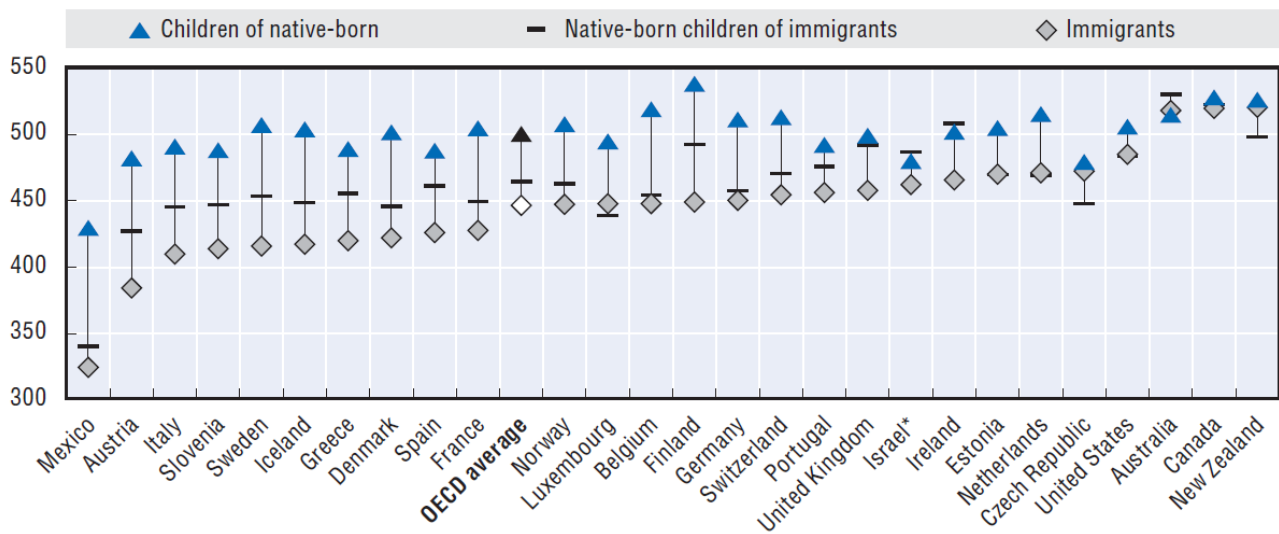 Children of native-born Native-born children of immigrants Immigrants
550
500
450
400
350
300
Mexico
Austria
Italy
Slovenia
Sweden
Iceland
Greece
Denmark
Spain
France
OECD average
Norway
Luxembourg
Belgium
Finland
Germany
Switzerland
Portugal
United Kingdom
Israel*
Ireland
Estonia
Netherlands
Czech Republic
United States
Australia
Canada
New Zealand